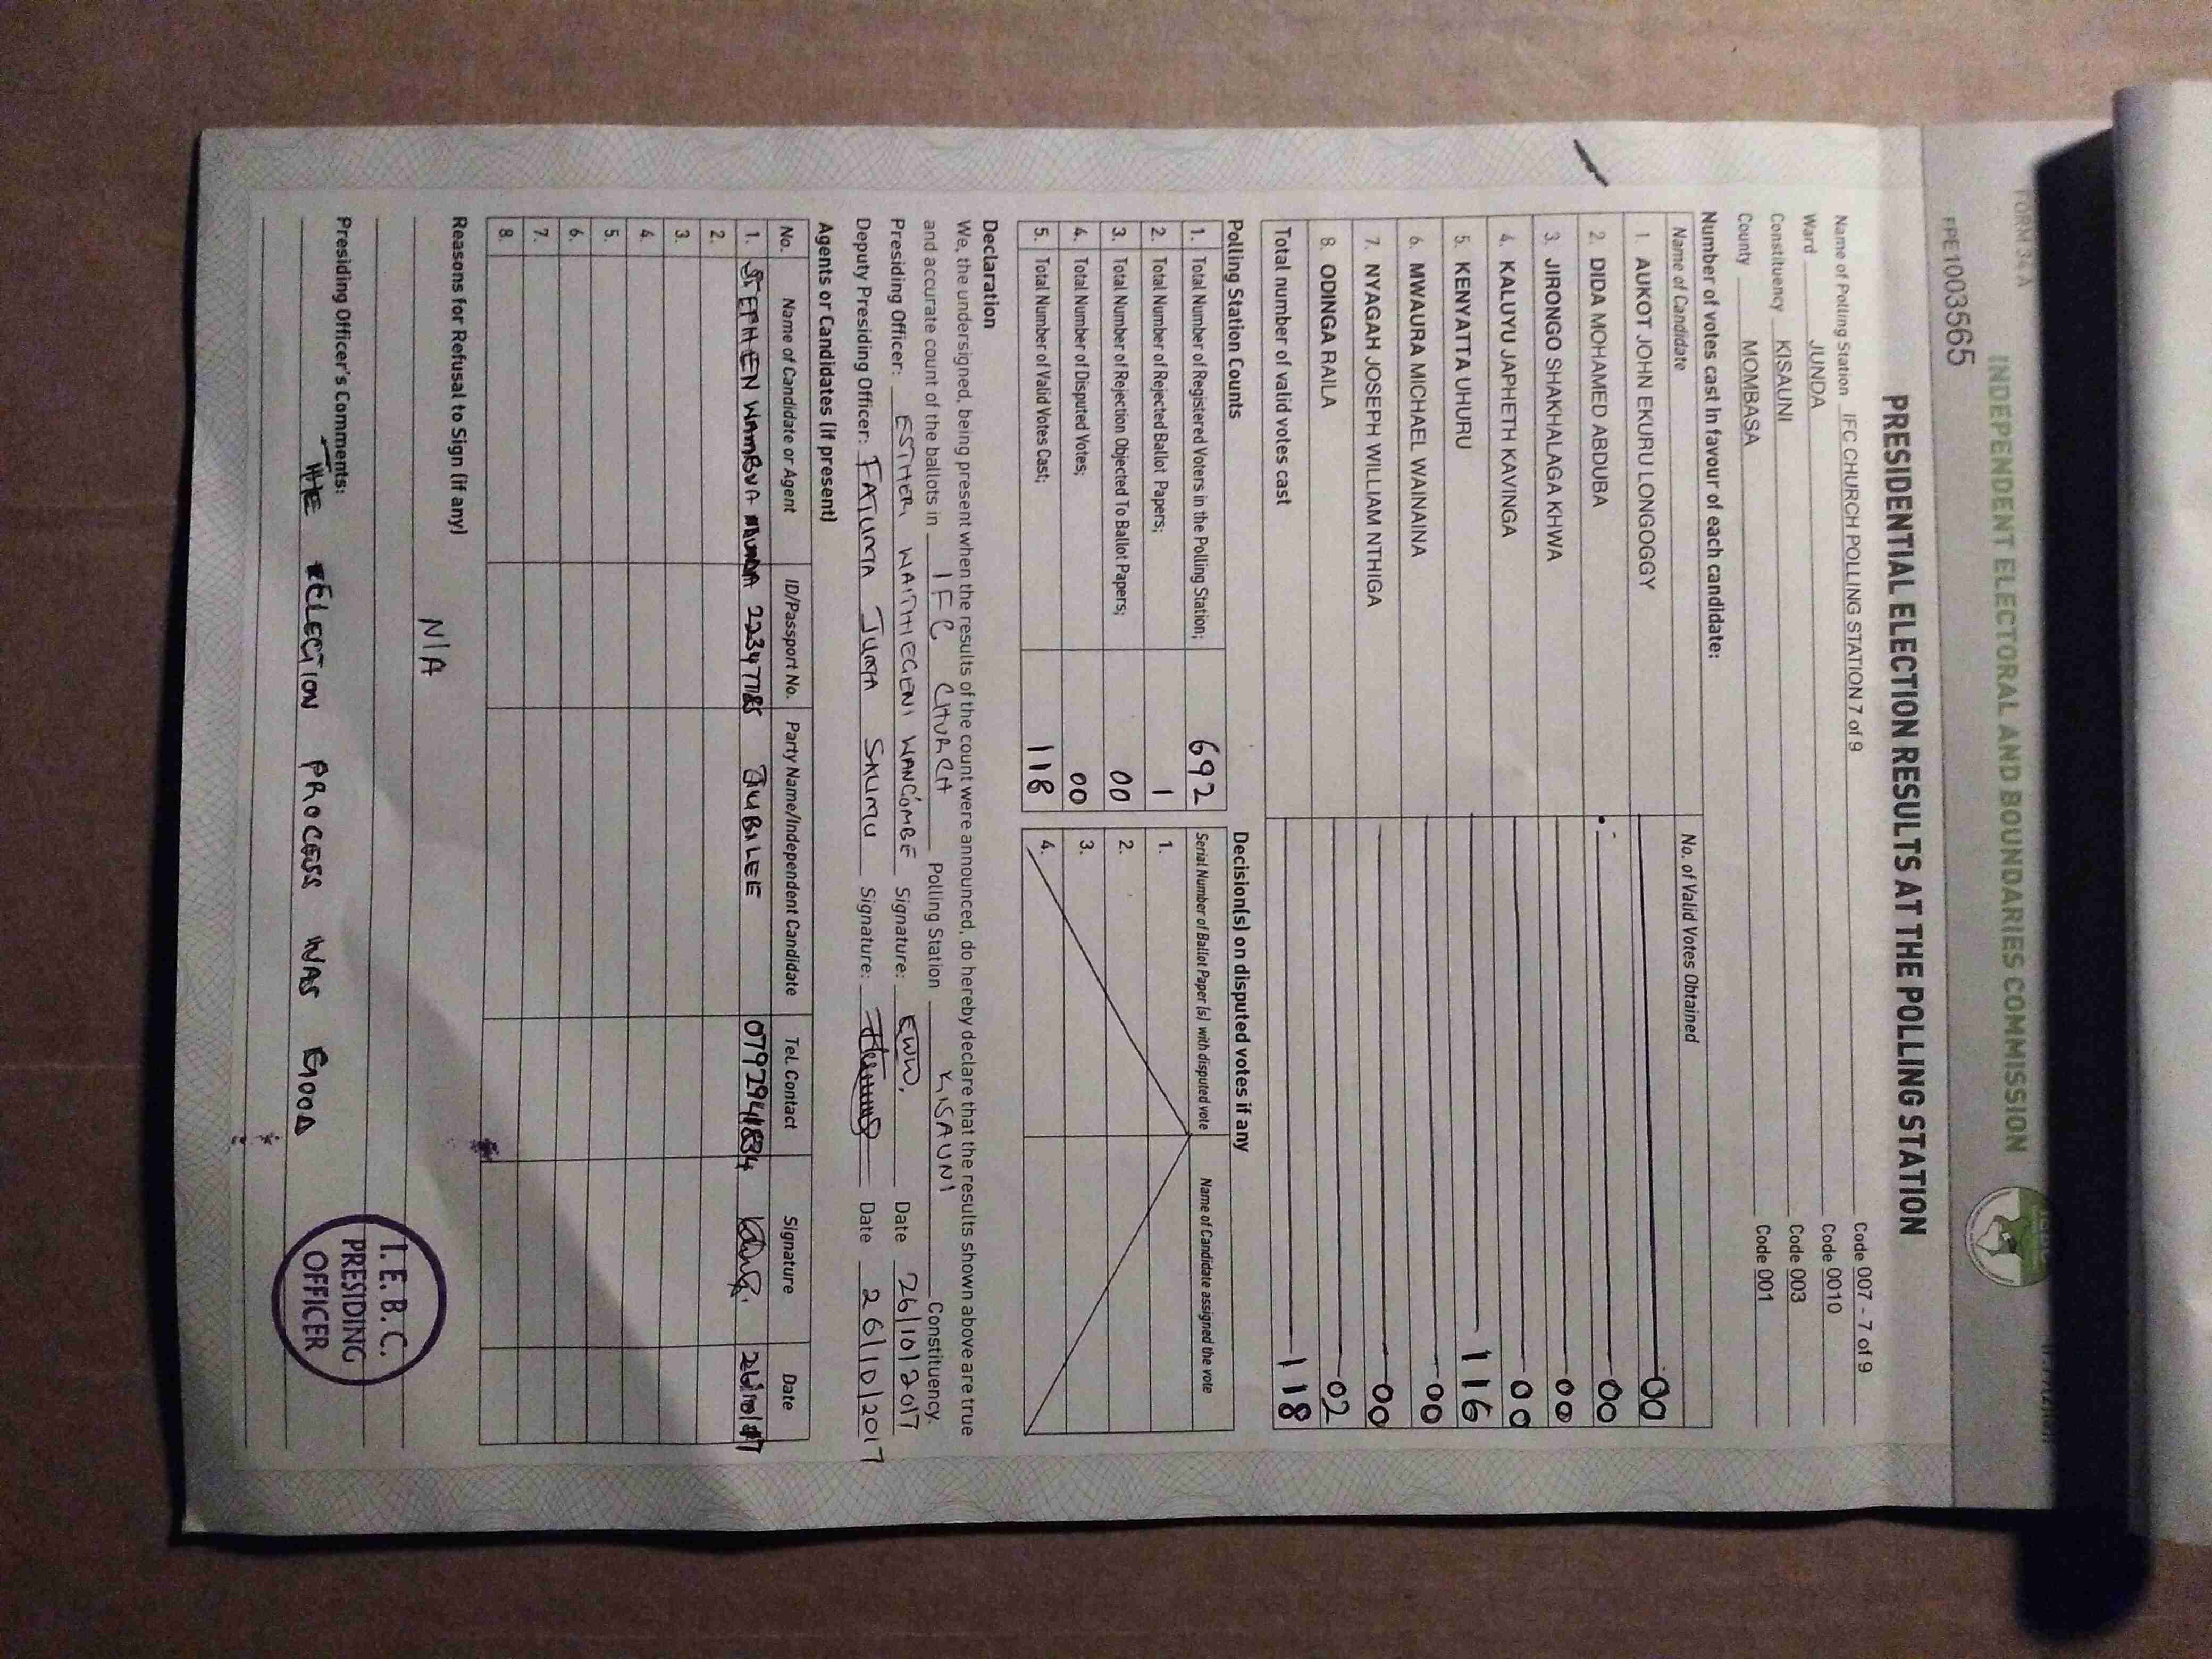 FORM 34 A
INDEPENDENT ELECTORAL AND BOUNDARIES COMMISSION
FPE1003565
PRESIDENTIAL ELECTION RESULTS AT THE POLLING STATION
Name of Polling Station IFC CHURCH POLLING STATION 7 of 9 Code 007 - 7 of 9
Ward JUNDA Code 0010
Constituency KISAUNI Code 003
County MOMBASA Code 001
Number of votes cast in favour of each candidate:
Name of Candidate No. of Valid Votes Obtained
1. AUKOT JOHN EKURU LONGOGGY 00
2. DIDA MOHAMED ABDUBA 00
3. JIRONGO SHAKHALAGA KHWA 00
4. KALUYU JAPHETH KAVINGA 00
5. KENYATTA UHURU 116
6. MWAURA MICHAEL WAINAINA 00
7. NYAGAH JOSEPH WILLIAM NTHIGA 00
8. ODINGA RAILA 02
Total number of valid votes cast 118
Polling Station Counts
1. Total Number of Registered Voters in the Polling Station; 692
2. Total Number of Rejected Ballot Papers; 1
3. Total Number of Rejection Objected To Ballot Papers; 00
4. Total Number of Disputed Votes; 00
5. Total Number of Valid Votes Cast; 118
Decision(s) on disputed votes if any
Serial Number of Ballot Paper (s) with disputed vote Name of Candidate assigned the vote
1.
2.
3.
4.
Declaration
We, the undersigned, being present when the results of the count were announced, do hereby declare that the results shown above are true
and accurate count of the ballots in IFC CHURCH Polling Station KISAUNI Constituency.
Presiding Officer: ESTHER WAITHIEGENI WANGOMBE Signature: EWW. Date 26/10/2017
Deputy Presiding Officer: FATUMA JUMA SALIMU Signature: Date 26/10/2017
Agents or Candidates (if present)
No. Name of Candidate or Agent ID/Passport No. Party Name/Independent Candidate Tel. Contact Signature Date
1. STEPHEN WAMBUA 22347785 JUBILEE 0792941834
2.
3.
4.
5.
6.
7.
8.
Reasons for Refusal to Sign (if any)
N/A
Presiding Officer's Comments:
THE ELECTION PROCESS WAS GOOD
I.E.B.C.
PRESIDING
OFFICER